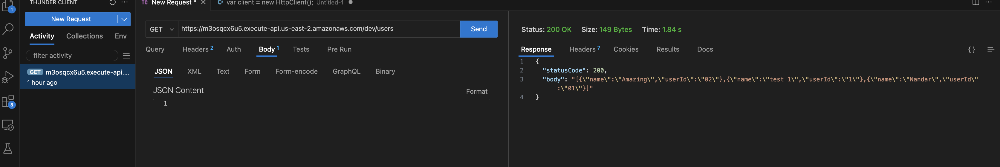 THUNDER CLIENT
New Request
Activity Collections Env
filter activity
GET m3osqcx6u5.execute-api....
1 hour ago
1
3
TC New Request * × C# var client = new HttpClient(); Untitled-1
GET https://m3osqcx6u5.execute-api.us-east-2.amazonaws.com/dev/users Send
Query Headers 2 Auth Body 1 Tests Pre Run
JSON XML Text Form Form-encode GraphQL Binary
JSON Content
Format
1
Status: 200 OK Size: 149 Bytes Time: 1.84 s
Response Headers 7 Cookies Results Docs { }
1 {
2 "statusCode": 200,
3 "body": "[{\"name\":\"Amazing\",\"userId\":\"02\"},{\"name\":\"test 1\",\"userId\":\"1\"},{\"name\":\"Nandar\",\"userId\"
:\"01\"}]"
4 }